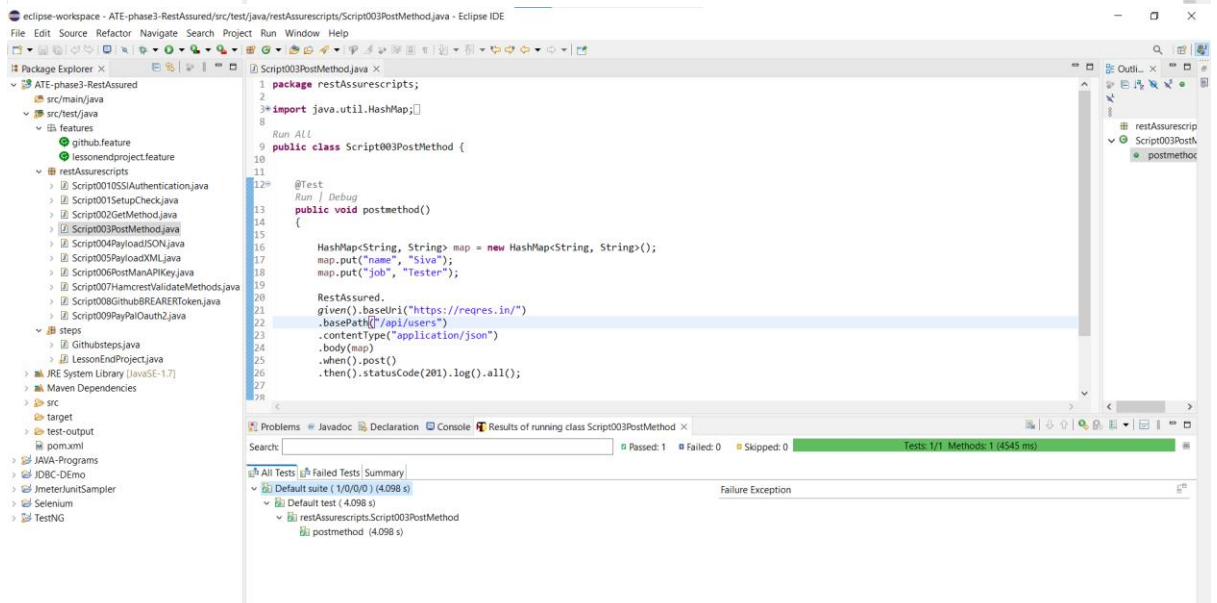 eclipse-workspace - ATE-phase3-RestAssured/src/test/java/restAssurescripts/Script003PostMethod.java - Eclipse IDE
File Edit Source Refactor Navigate Search Project Run Window Help
Package Explorer
ATE-phase3-RestAssured
src/main/java
src/test/java
features
github.feature
lessonendproject.feature
restAssurescripts
Script0010SSIAuthentication.java
Script001SetupCheck.java
Script002GetMethod.java
Script003PostMethod.java
Script004PayloadJSON.java
Script005PayloadXML.java
Script006PostManAPIKey.java
Script007HamcrestValidateMethods.java
Script008GithubBREARERToken.java
Script009PayPalOauth2.java
steps
Githubsteps.java
LessonEndProject.java
JRE System Library [JavaSE-1.7]
Maven Dependencies
src
target
test-output
pom.xml
JAVA-Programs
JDBC-DEmo
JmeterJunitSampler
Selenium
TestNG
Script003PostMethod.java
1 package restAssurescripts;
2
3 import java.util.HashMap;
8
Run All
9 public class Script003PostMethod {
10
11
12 @Test
Run | Debug
13 public void postmethod()
14 {
15
16 HashMap<String, String> map = new HashMap<String, String>();
17 map.put("name", "Siva");
18 map.put("job", "Tester");
19
20 RestAssured.
21 given().baseUri("https://reqres.in/")
22 .basePath("/api/users")
23 .contentType("application/json")
24 .body(map)
25 .when().post()
26 .then().statusCode(201).log().all();
27
28
Outli...
restAssurescrip
Script003PostM
postmethod
Problems Javadoc Declaration Console Results of running class Script003PostMethod
Search: Passed: 1 Failed: 0 Skipped: 0 Tests: 1/1 Methods: 1 (4545 ms)
All Tests Failed Tests Summary
Default suite ( 1/0/0/0 ) (4.098 s) Failure Exception
Default test ( 4.098 s)
restAssurescripts.Script003PostMethod
postmethod (4.098 s)